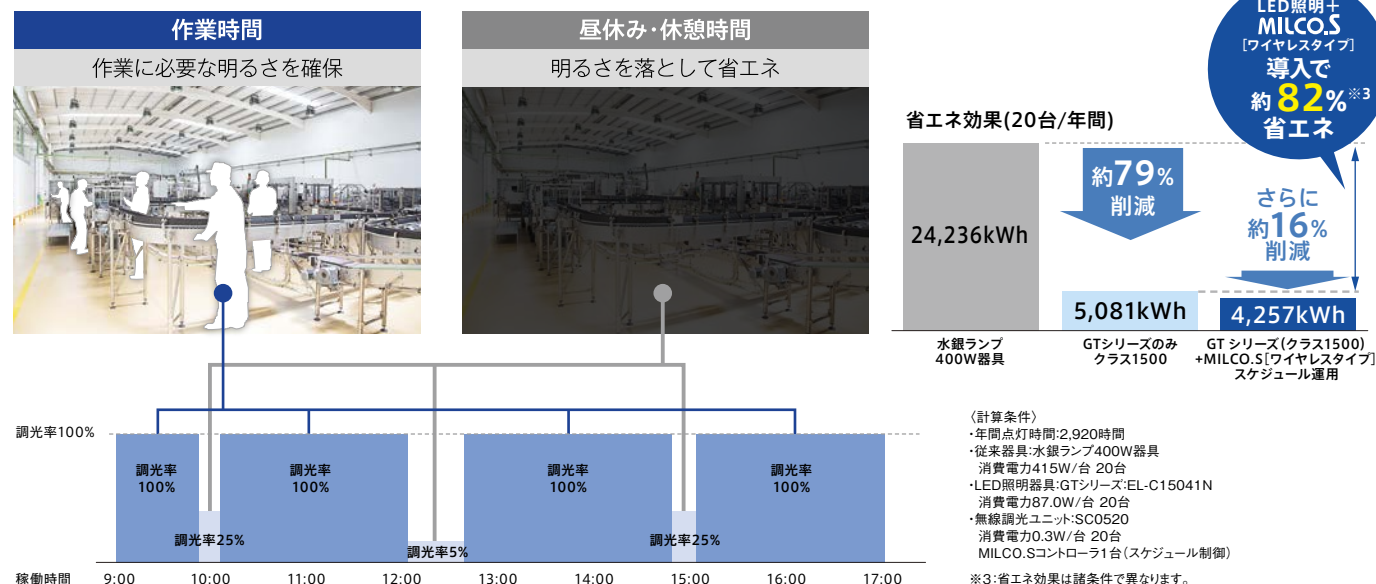 作業時間
作業に必要な明るさを確保
昼休み・休憩時間
明るさを落として省エネ
LED照明＋
MILCO.S
[ワイヤレスタイプ]
導入で
約82%※3
省エネ
省エネ効果(20台/年間)
24,236kWh
約79%
削減
5,081kWh
さらに
約16%
削減
4,257kWh
水銀ランプ
400W器具
GTシリーズのみ
クラス1500
GT シリーズ(クラス1500)
+MILCO.S[ワイヤレスタイプ]
スケジュール運用
調光率100%
調光率
100%
調光率25%
調光率
100%
調光率5%
調光率
100%
調光率25%
調光率
100%
稼働時間 9:00 10:00 11:00 12:00 13:00 14:00 15:00 16:00 17:00
〈計算条件〉
・年間点灯時間:2,920時間
・従来器具:水銀ランプ400W器具
消費電力415W/台 20台
・LED照明器具:GTシリーズ:EL-C15041N
消費電力87.0W/台 20台
・無線調光ユニット:SC0520
消費電力0.3W/台 20台
MILCO.Sコントローラ1台(スケジュール制御)
※3:省エネ効果は諸条件で異なります。